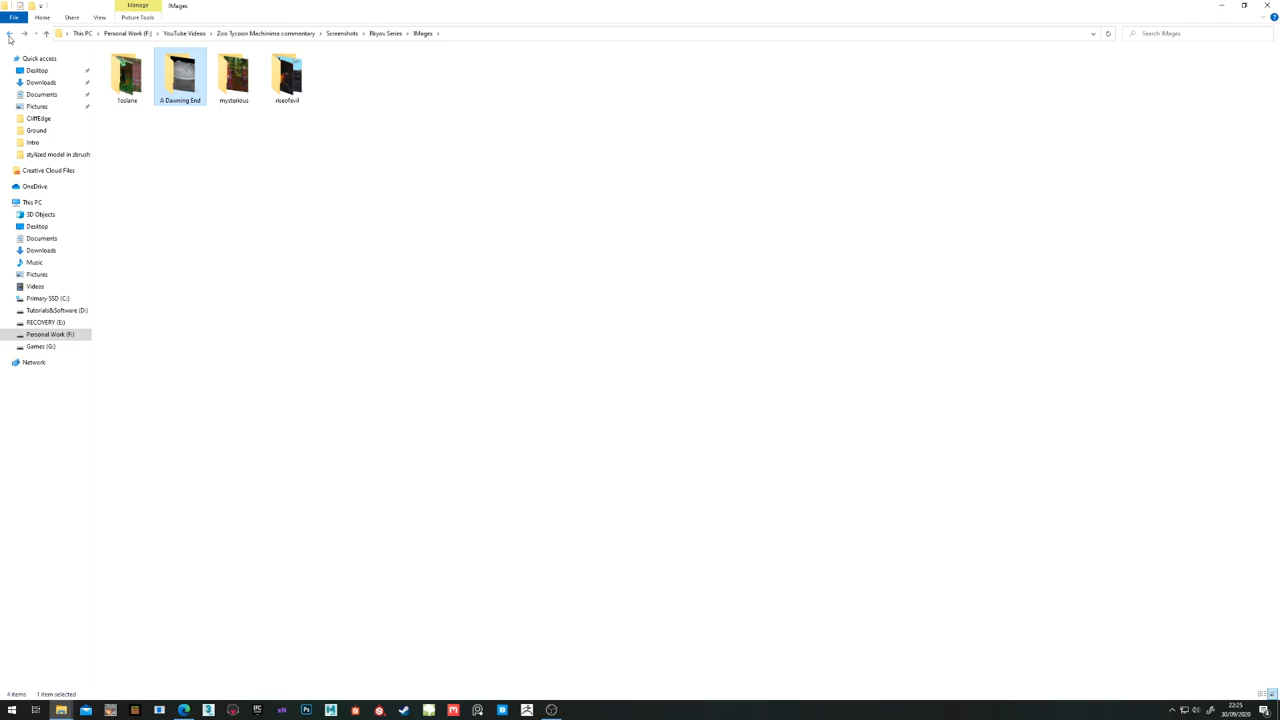 Manage
IMages
File
Home
Share
View
Picture Tools
This PC
Personal Work (F:)
YouTube Videos
Zoo Tycoon Machinima commentary
Screenshots
Rkyov Series
IMages
Search IMages
Quick access
Desktop
Downloads
Documents
Pictures
CliffEdge
Ground
Intro
stylized model in zbrush
Creative Cloud Files
OneDrive
This PC
3D Objects
Desktop
Documents
Downloads
Music
Pictures
Videos
Primary SSD (C:)
Tutorials&Software (D:)
RECOVERY (E:)
Personal Work (F:)
Games (G:)
Network
1oslane
A Dawning End
mysterious
riseofevil
4 items
1 item selected
22:25
30/09/2020